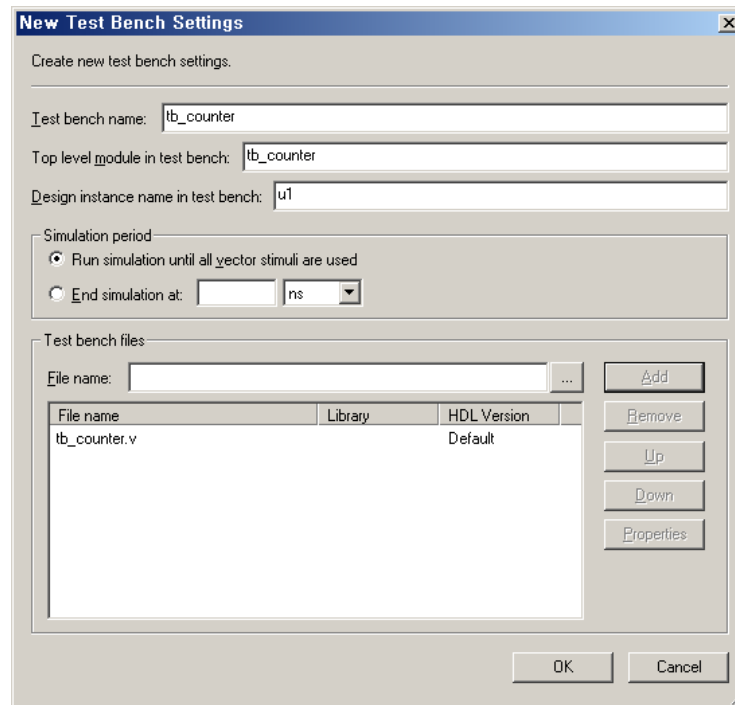 New Test Bench Settings
Create new test bench settings.
Test bench name: tb_counter
Top level module in test bench: tb_counter
Design instance name in test bench: u1
Simulation period
Run simulation until all vector stimuli are used
End simulation at: ns
Test bench files
File name: ... Add
File name Library HDL Version
tb_counter.v Default
Remove
Up
Down
Properties
OK Cancel